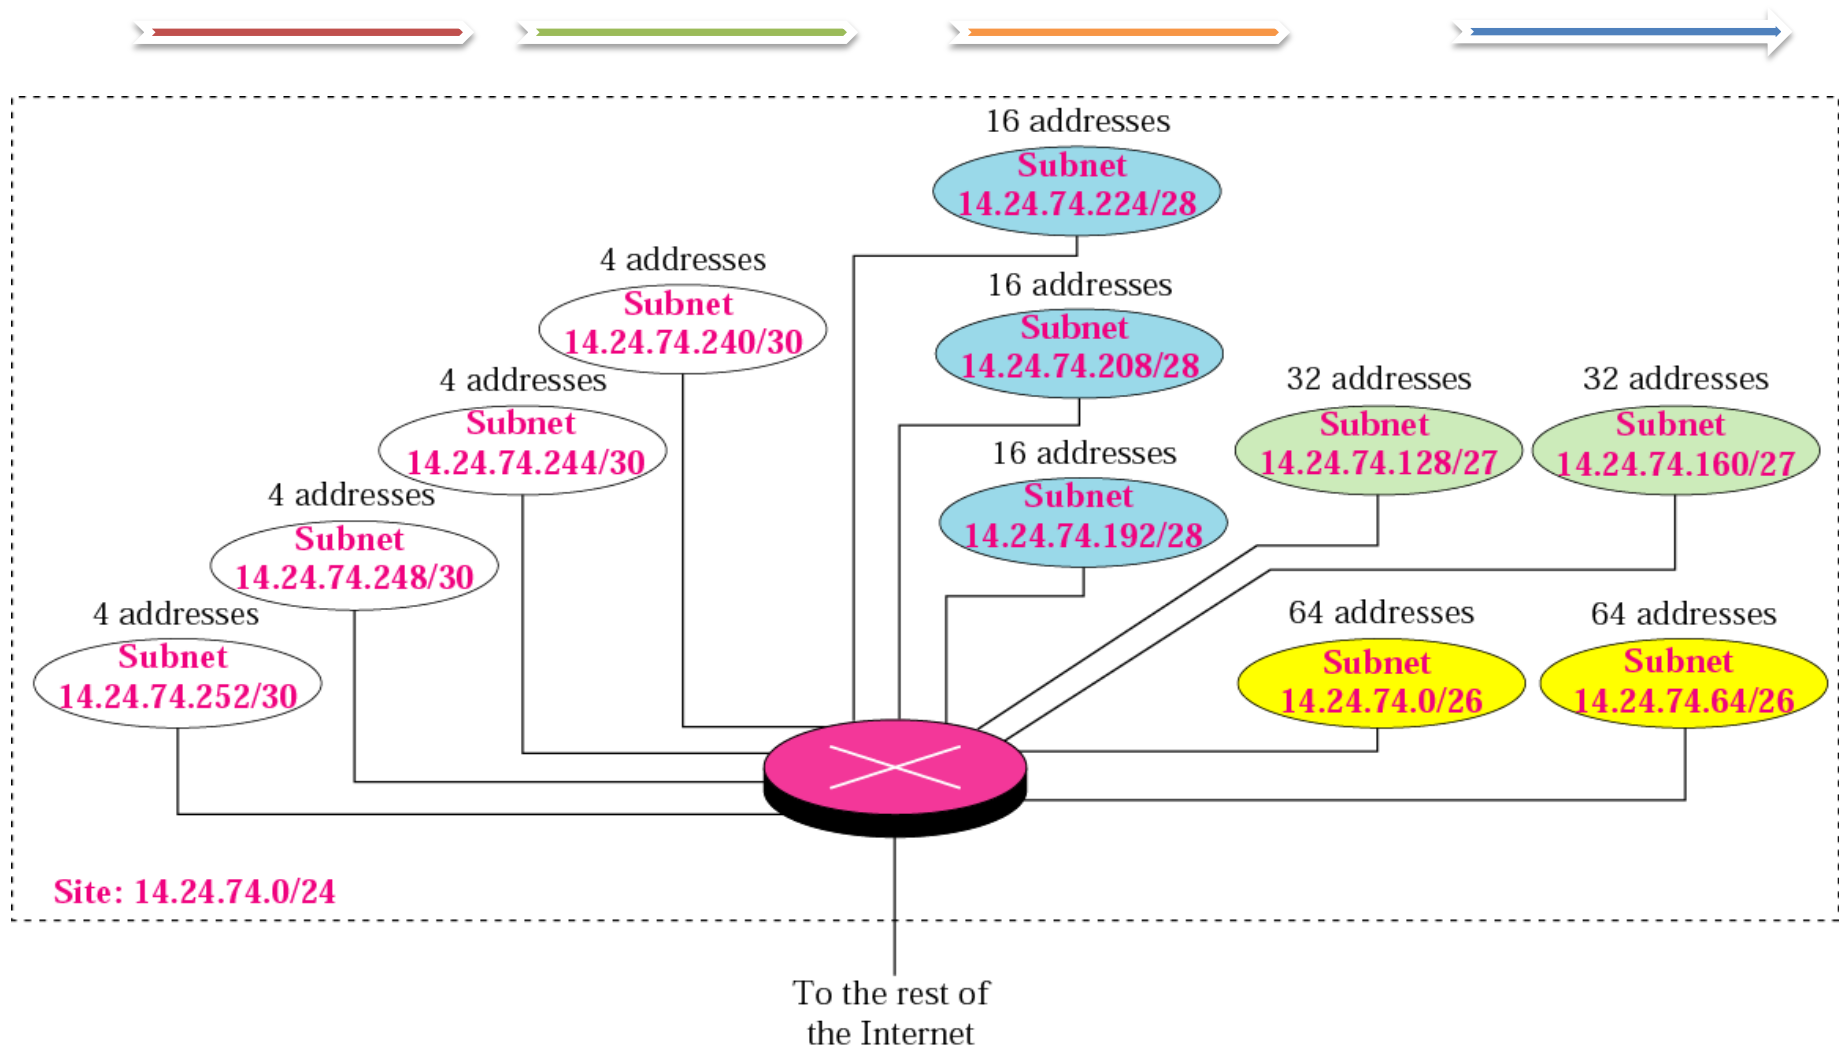 16 addresses
Subnet
14.24.74.224/28
4 addresses
Subnet
14.24.74.240/30
16 addresses
Subnet
14.24.74.208/28
4 addresses
Subnet
14.24.74.244/30
32 addresses
Subnet
14.24.74.128/27
32 addresses
Subnet
14.24.74.160/27
16 addresses
Subnet
14.24.74.192/28
4 addresses
Subnet
14.24.74.248/30
4 addresses
Subnet
14.24.74.252/30
64 addresses
Subnet
14.24.74.0/26
64 addresses
Subnet
14.24.74.64/26
Site: 14.24.74.0/24
To the rest of
the Internet